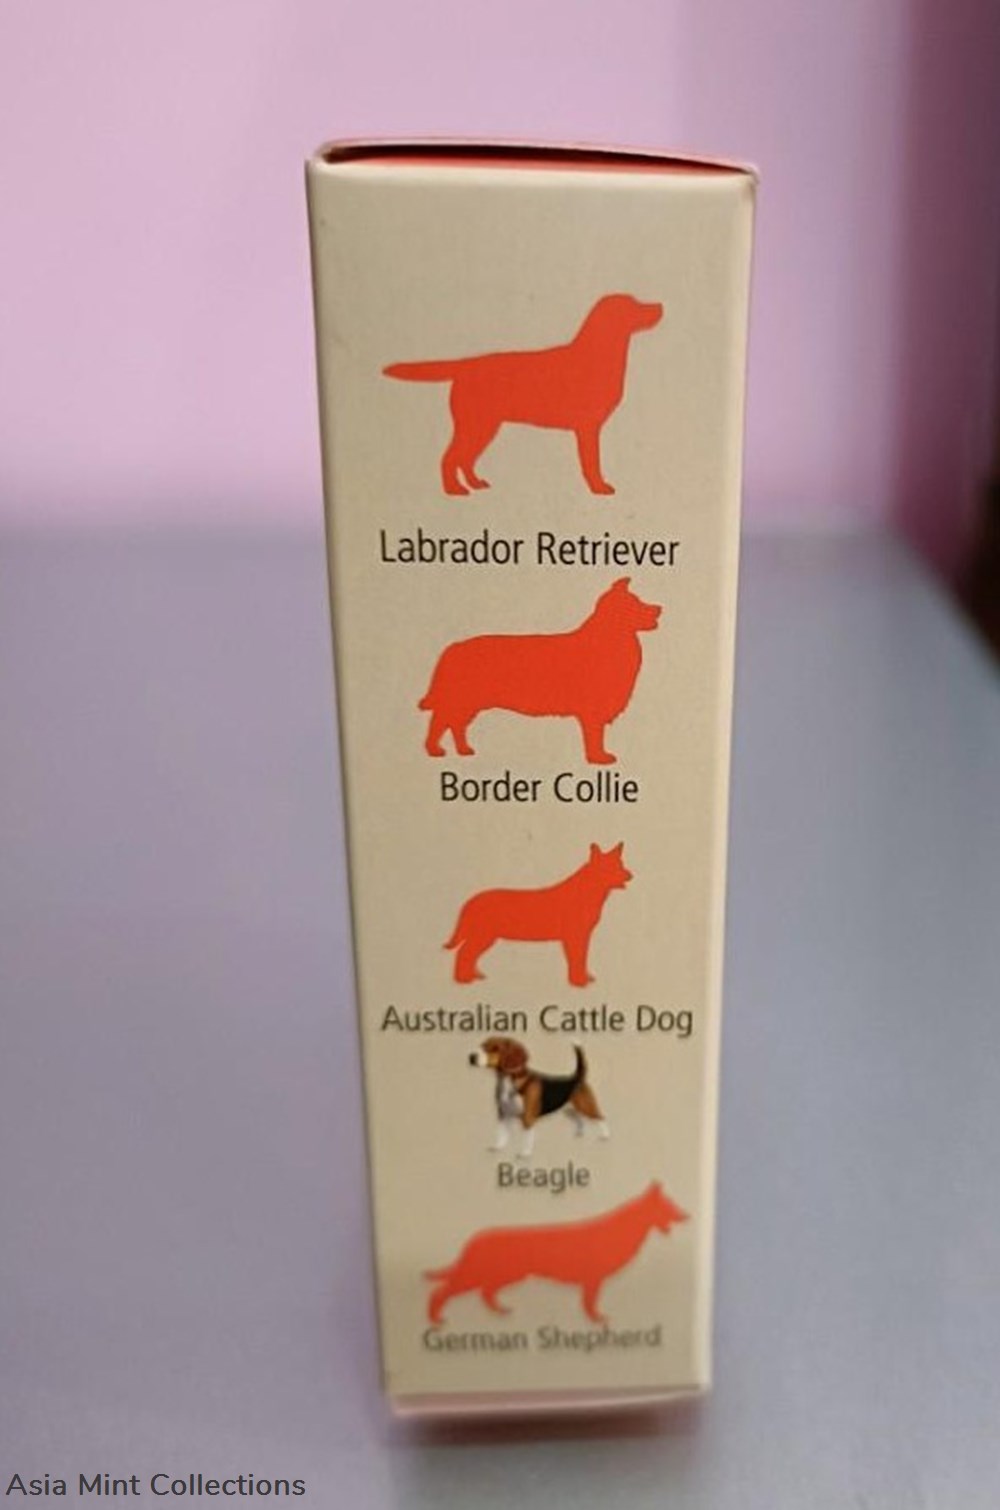 Labrador Retriever
Border Collie
Australian Cattle Dog
Beagle
German Shepherd
Asia Mint Collections